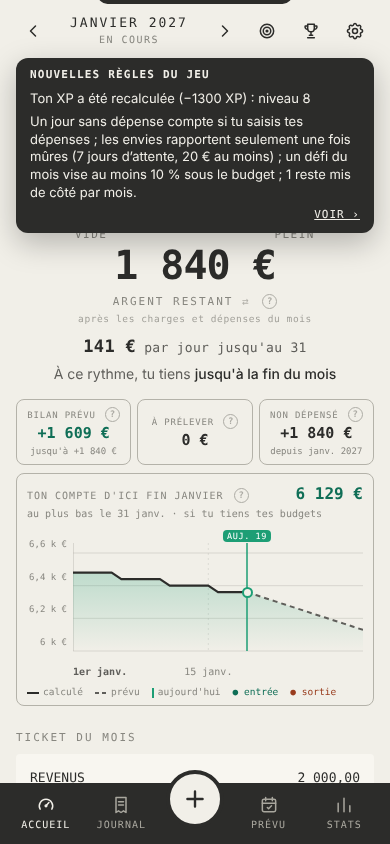 JANVIER 2027
EN COURS
NOUVELLES RÈGLES DU JEU
Ton XP a été recalculée (−1300 XP) : niveau 8
Un jour sans dépense compte si tu saisis tes
dépenses ; les envies rapportent seulement une fois
mûres (7 jours d'attente, 20 € au moins) ; un défi du
mois vise au moins 10 % sous le budget ; 1 reste mis
de côté par mois.
VOIR ›
VIDE PLEIN
1 840 €
ARGENT RESTANT ⇄ ?
après les charges et dépenses du mois
141 € par jour jusqu'au 31
À ce rythme, tu tiens jusqu'à la fin du mois
BILAN PRÉVU ?
+1 609 €
jusqu'à +1 840 €
À PRÉLEVER ?
0 €
NON DÉPENSÉ ?
+1 840 €
depuis janv. 2027
TON COMPTE D'ICI FIN JANVIER ? 6 129 €
au plus bas le 31 janv. · si tu tiens tes budgets
AUJ. 19
6,6 k €
6,4 k €
6,2 k €
6 k €
1er janv. 15 janv.
calculé prévu aujourd'hui entrée sortie
TICKET DU MOIS
REVENUS 2 000,00
+
ACCUEIL JOURNAL PRÉVU STATS